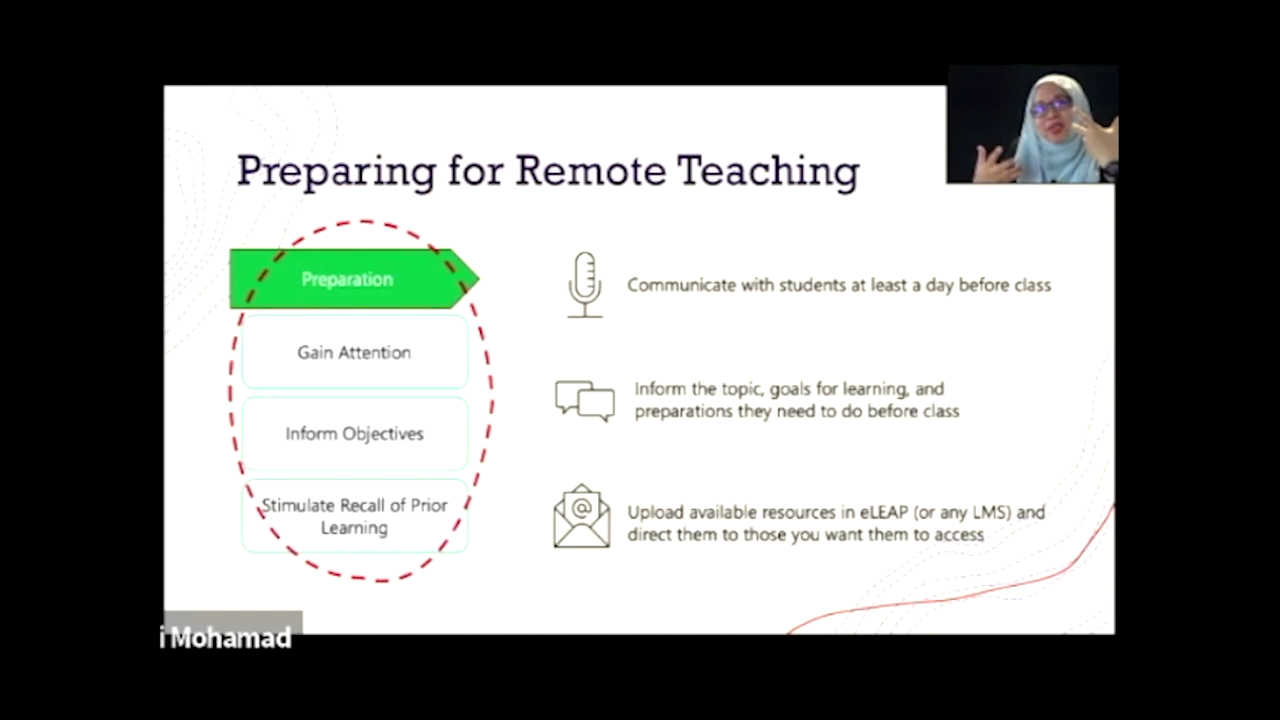 Preparing for Remote Teaching
Preparation
Gain Attention
Inform Objectives
Stimulate Recall of Prior
Learning
Communicate with students at least a day before class
Inform the topic, goals for learning, and
preparations they need to do before class
Upload available resources in eLEAP (or any LMS) and
direct them to those you want them to access
i Mohamad